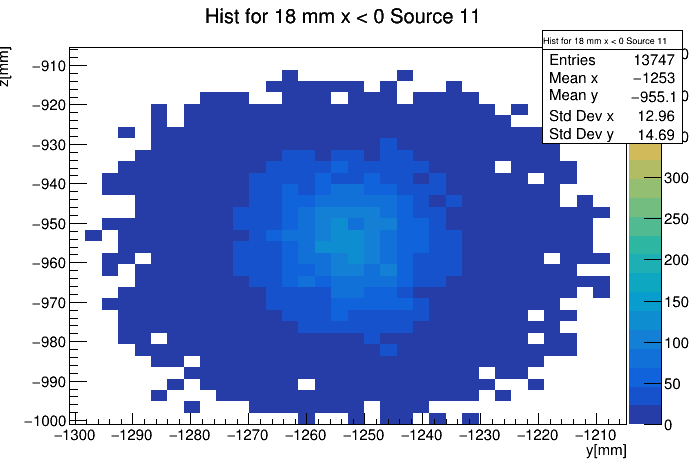 Hist for 18 mm x < 0 Source 11
z[mm]
Hist for 18 mm x < 0 Source 11
Entries 13747
Mean x −1253
Mean y −955.1
Std Dev x 12.96
Std Dev y 14.69
−910
−920
−930
−940
−950
−960
−970
−980
−990
−1000
300
250
200
150
100
50
0
−1300 −1290 −1280 −1270 −1260 −1250 −1240 −1230 −1220 −1210
y[mm]